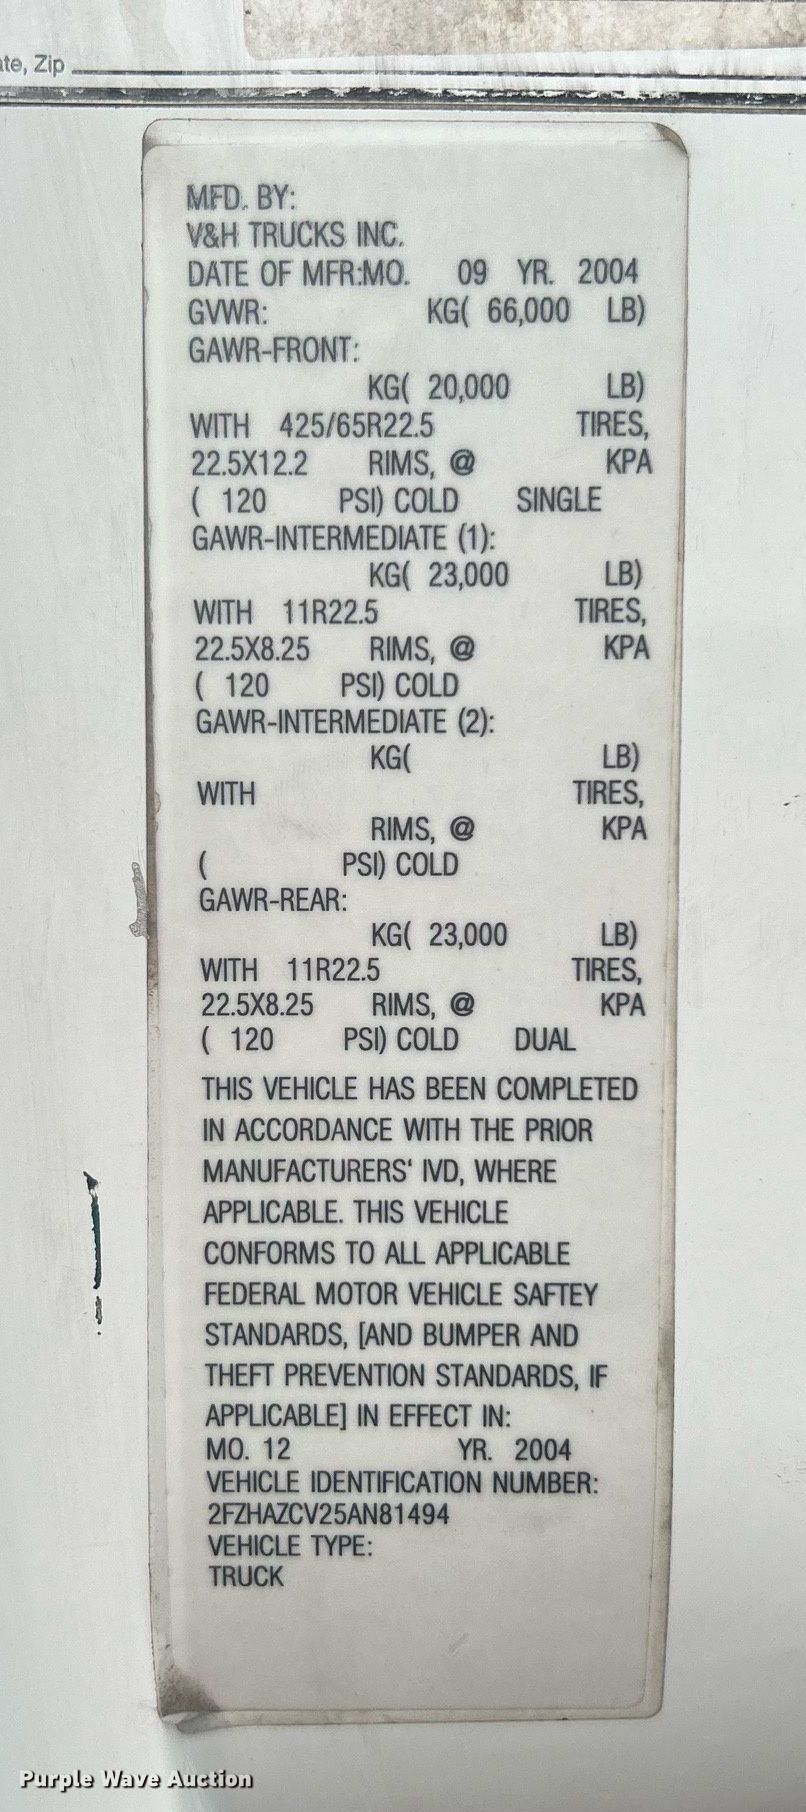 ate, Zip
MFD. BY:
V&H TRUCKS INC.
DATE OF MFR:MO. 09 YR. 2004
GVWR: KG( 66,000 LB)
GAWR-FRONT:
KG( 20,000 LB)
WITH 425/65R22.5 TIRES,
22.5X12.2 RIMS, @ KPA
( 120 PSI) COLD SINGLE
GAWR-INTERMEDIATE (1):
KG( 23,000 LB)
WITH 11R22.5 TIRES,
22.5X8.25 RIMS, @ KPA
( 120 PSI) COLD
GAWR-INTERMEDIATE (2):
KG( LB)
WITH TIRES,
RIMS, @ KPA
( PSI) COLD
GAWR-REAR:
KG( 23,000 LB)
WITH 11R22.5 TIRES,
22.5X8.25 RIMS, @ KPA
( 120 PSI) COLD DUAL
THIS VEHICLE HAS BEEN COMPLETED
IN ACCORDANCE WITH THE PRIOR
MANUFACTURERS' IVD, WHERE
APPLICABLE. THIS VEHICLE
CONFORMS TO ALL APPLICABLE
FEDERAL MOTOR VEHICLE SAFTEY
STANDARDS, [AND BUMPER AND
THEFT PREVENTION STANDARDS, IF
APPLICABLE] IN EFFECT IN:
MO. 12 YR. 2004
VEHICLE IDENTIFICATION NUMBER:
2FZHAZCV25AN81494
VEHICLE TYPE:
TRUCK
Purple Wave Auction